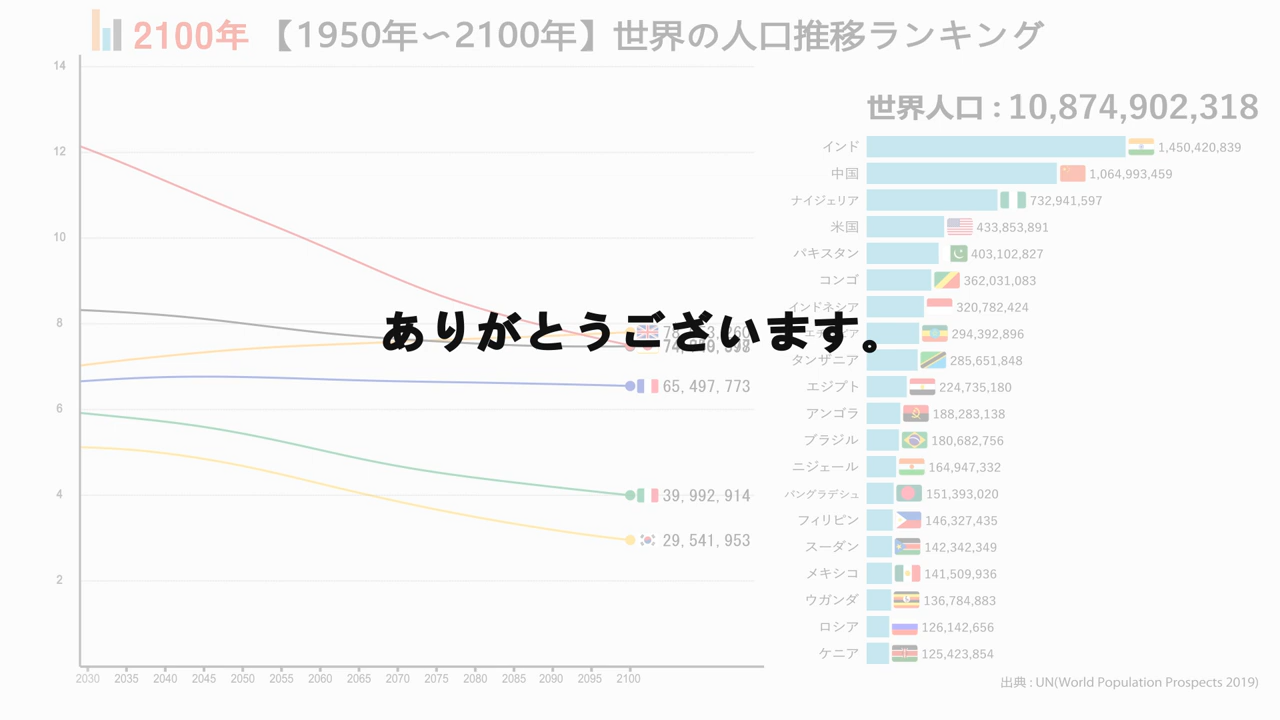 2100年 【1950年〜2100年】世界の人口推移ランキング
14
12
10
8
6
4
2
2030 2035 2040 2045 2050 2055 2060 2065 2070 2075 2080 2085 2090 2095 2100
65,497,773
39,992,914
29,541,953
ありがとうございます。
世界人口 : 10,874,902,318
インド 1,450,420,839
中国 1,064,993,459
ナイジェリア 732,941,597
米国 433,853,891
パキスタン 403,102,827
コンゴ 362,031,083
インドネシア 320,782,424
294,392,896
タンザニア 285,651,848
エジプト 224,735,180
アンゴラ 188,283,138
ブラジル 180,682,756
ニジェール 164,947,332
バングラデシュ 151,393,020
フィリピン 146,327,435
スーダン 142,342,349
メキシコ 141,509,936
ウガンダ 136,784,883
ロシア 126,142,656
ケニア 125,423,854
出典 : UN(World Population Prospects 2019)